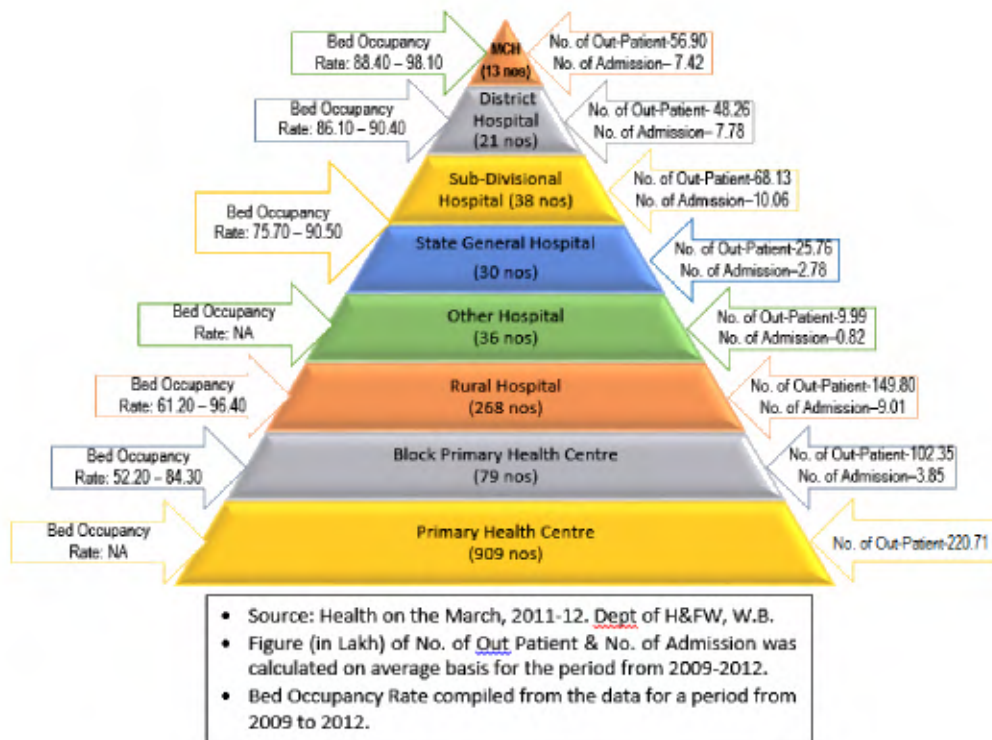 Bed Occupancy
Rate: 88.40 – 98.10
MCH
(13 nos)
No. of Out-Patient-56.90
No. of Admission– 7.42
Bed Occupancy
Rate: 86.10 – 90.40
District
Hospital
(21 nos)
No. of Out-Patient- 48.26
No. of Admission– 7.78
Bed Occupancy
Rate: 75.70 – 90.50
Sub-Divisional
Hospital (38 nos)
No. of Out-Patient-68.13
No. of Admission–10.06
State General Hospital
(30 nos)
No. of Out-Patient-25.76
No. of Admission–2.78
Bed Occupancy
Rate: NA
Other Hospital
(36 nos)
No. of Out-Patient-9.99
No. of Admission–0.82
Bed Occupancy
Rate: 61.20 – 96.40
Rural Hospital
(268 nos)
No. of Out-Patient-149.80
No. of Admission–9.01
Bed Occupancy
Rate: 52.20 – 84.30
Block Primary Health Centre
(79 nos)
No. of Out-Patient-102.35
No. of Admission–3.85
Bed Occupancy
Rate: NA
Primary Health Centre
(909 nos)
No. of Out-Patient-220.71
• Source: Health on the March, 2011-12. Dept of H&FW, W.B.
• Figure (in Lakh) of No. of Out Patient & No. of Admission was
calculated on average basis for the period from 2009-2012.
• Bed Occupancy Rate compiled from the data for a period from
2009 to 2012.